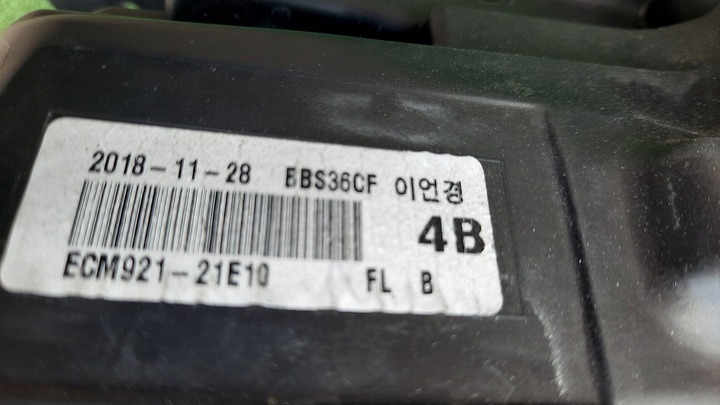 2018-11-28 EBS36CF 이언경
4B
ECM921-21E10 FL B